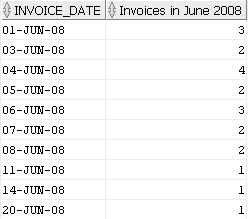 INVOICE_DATE Invoices in June 2008
01-JUN-08 3
03-JUN-08 2
04-JUN-08 4
05-JUN-08 2
06-JUN-08 3
07-JUN-08 2
08-JUN-08 2
11-JUN-08 1
14-JUN-08 1
20-JUN-08 1